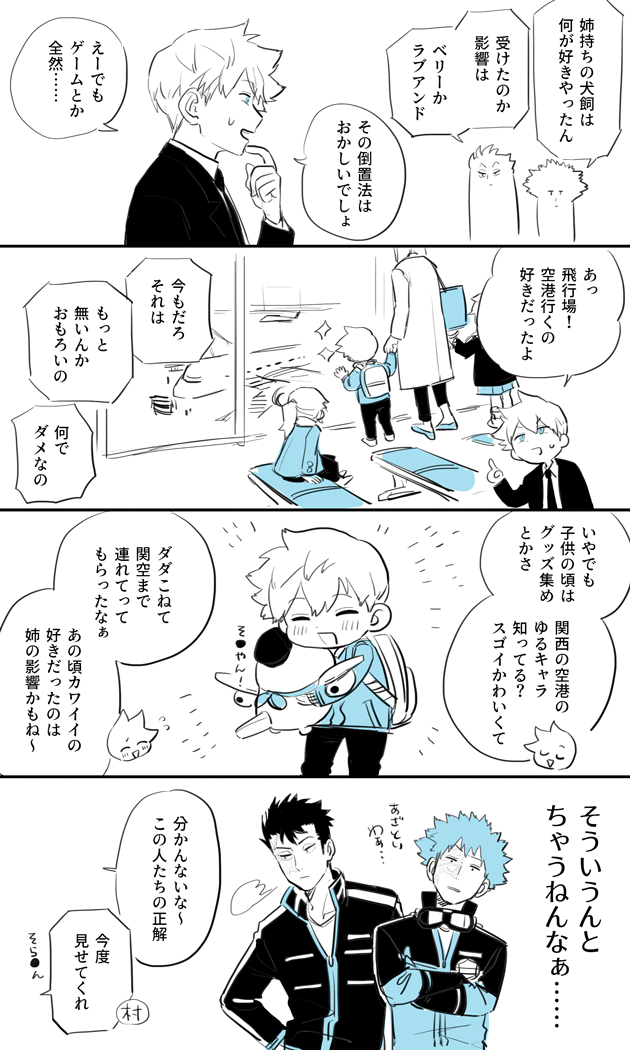 姉持ちの犬飼は
何が好きやったん
受けたのか
影響は
ベリーか
ラブアンド
その倒置法は
おかしいでしょ
えーでも
ゲームとか
全然……
あっ
飛行場！
空港行くの
好きだったよ
今もだろ
それは
もっと
無いんか
おもろいの
何で
ダメなの
いやでも
子供の頃は
グッズ集め
とかさ
関西の空港の
ゆるキャラ
知ってる？
スゴイかわいくて
そ●やん！
ダダこねて
関空まで
連れてって
もらったなぁ
あの頃カワイイの
好きだったのは
姉の影響かもね～
そういうんと
ちゃうねんなぁ……
あざとい
わぁ…
分かんないな～
この人たちの正解
今度
見せてくれ
村
そら●ん